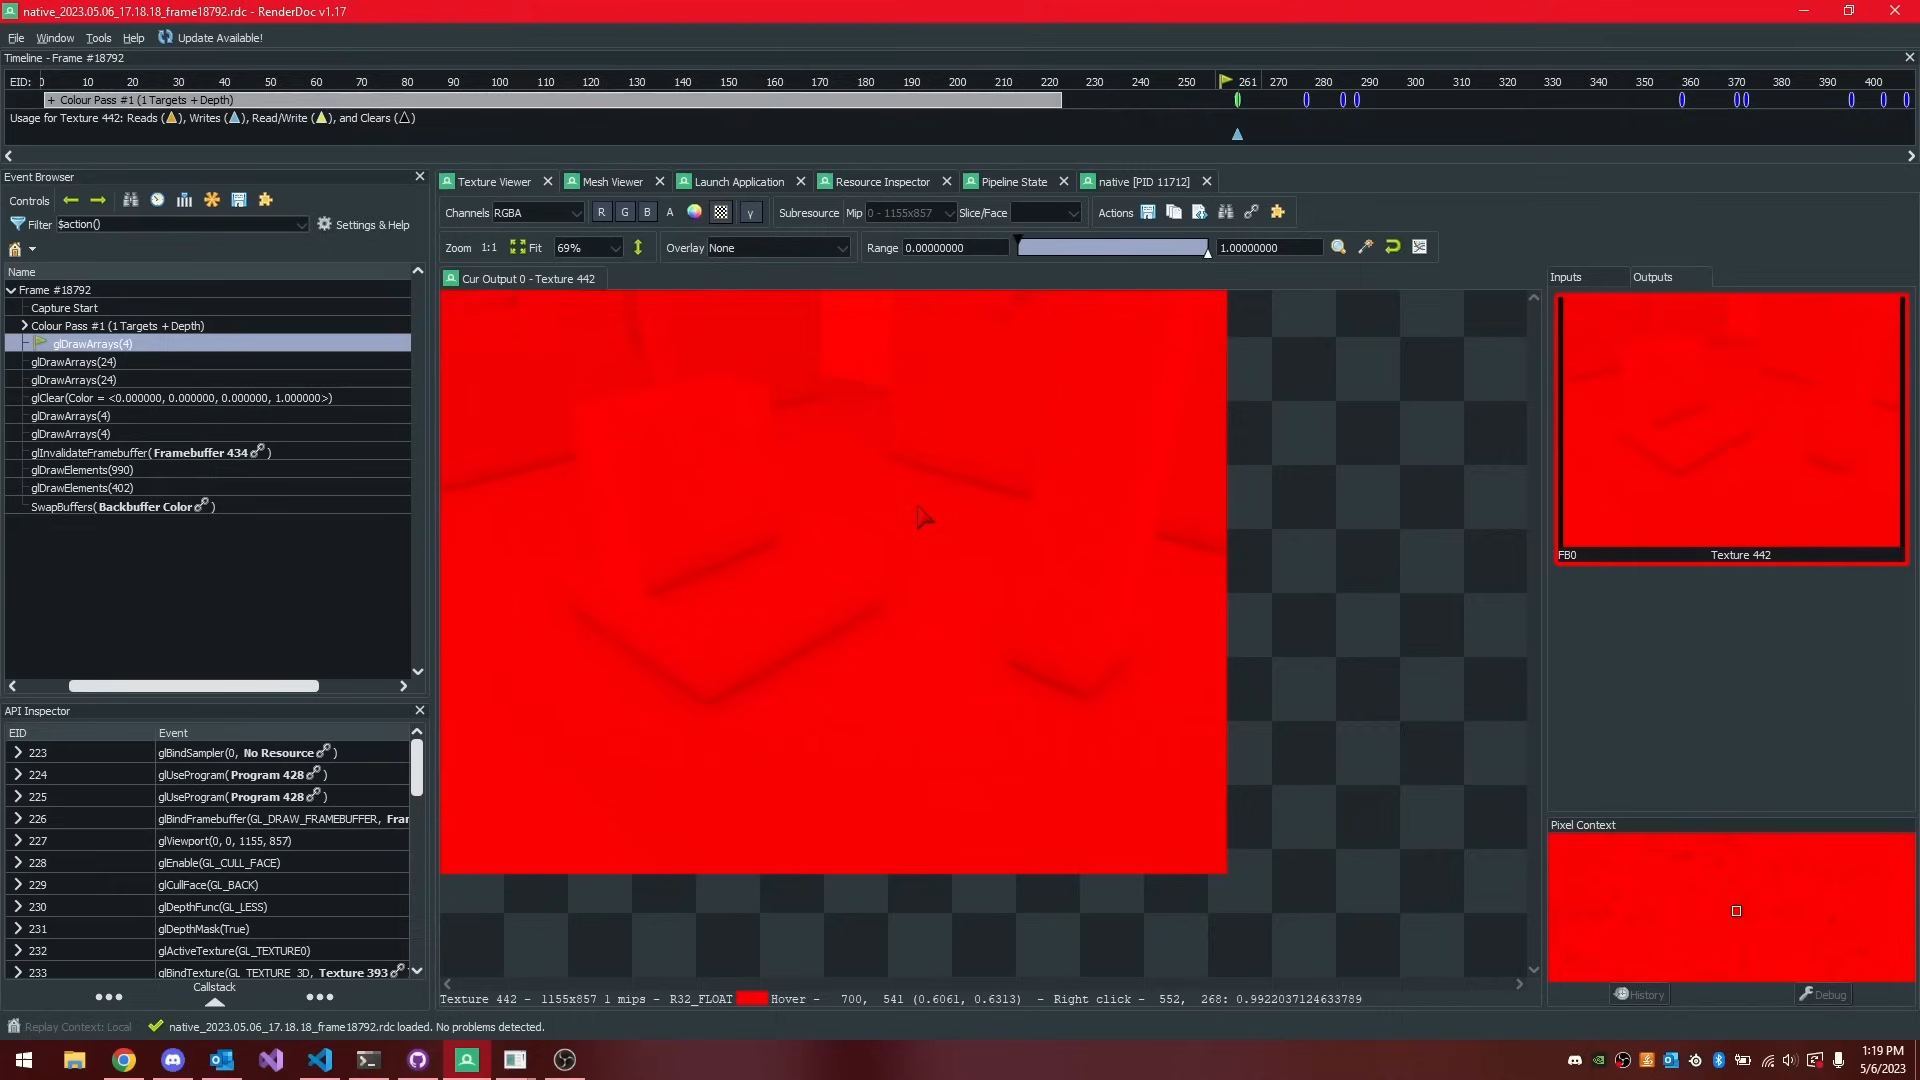 native_2023.05.06_17.18.18_frame18792.rdc - RenderDoc v1.17
File Window Tools Help Update Available!
Timeline - Frame #18792
EID: 0 10 20 30 40 50 60 70 80 90 100 110 120 130 140 150 160 170 180 190 200 210 220 230 240 250 261 270 280 290 300 310 320 330 340 350 360 370 380 390 400
+ Colour Pass #1 (1 Targets + Depth)
Usage for Texture 442: Reads ( ), Writes ( ), Read/Write ( ), and Clears ( )
Event Browser
Controls
Filter $action() Settings & Help
Name
Frame #18792
Capture Start
Colour Pass #1 (1 Targets + Depth)
glDrawArrays(4)
glDrawArrays(24)
glDrawArrays(24)
glClear(Color = <0.000000, 0.000000, 0.000000, 1.000000>)
glDrawArrays(4)
glDrawArrays(4)
glInvalidateFramebuffer( Framebuffer 434 )
glDrawElements(990)
glDrawElements(402)
SwapBuffers( Backbuffer Color )
API Inspector
EID Event
223 glBindSampler(0, No Resource )
224 glUseProgram( Program 428 )
225 glUseProgram( Program 428 )
226 glBindFramebuffer(GL_DRAW_FRAMEBUFFER, Frar
227 glViewport(0, 0, 1155, 857)
228 glEnable(GL_CULL_FACE)
229 glCullFace(GL_BACK)
230 glDepthFunc(GL_LESS)
231 glDepthMask(True)
232 glActiveTexture(GL_TEXTURE0)
233 glBindTexture(GL_TEXTURE_3D, Texture 393
Callstack
Texture Viewer Mesh Viewer Launch Application Resource Inspector Pipeline State native [PID 11712]
Channels RGBA R G B A γ Subresource Mip 0 - 1155x857 Slice/Face Actions
Zoom 1:1 Fit 69% Overlay None Range 0.00000000 1.00000000
Cur Output 0 - Texture 442
Texture 442 - 1155x857 1 mips - R32_FLOAT Hover - 700, 541 (0.6061, 0.6313) - Right click - 552, 268: 0.9922037124633789
Inputs Outputs
FB0 Texture 442
Pixel Context
History Debug
Replay Context: Local native_2023.05.06_17.18.18_frame18792.rdc loaded. No problems detected.
1:19 PM
5/6/2023